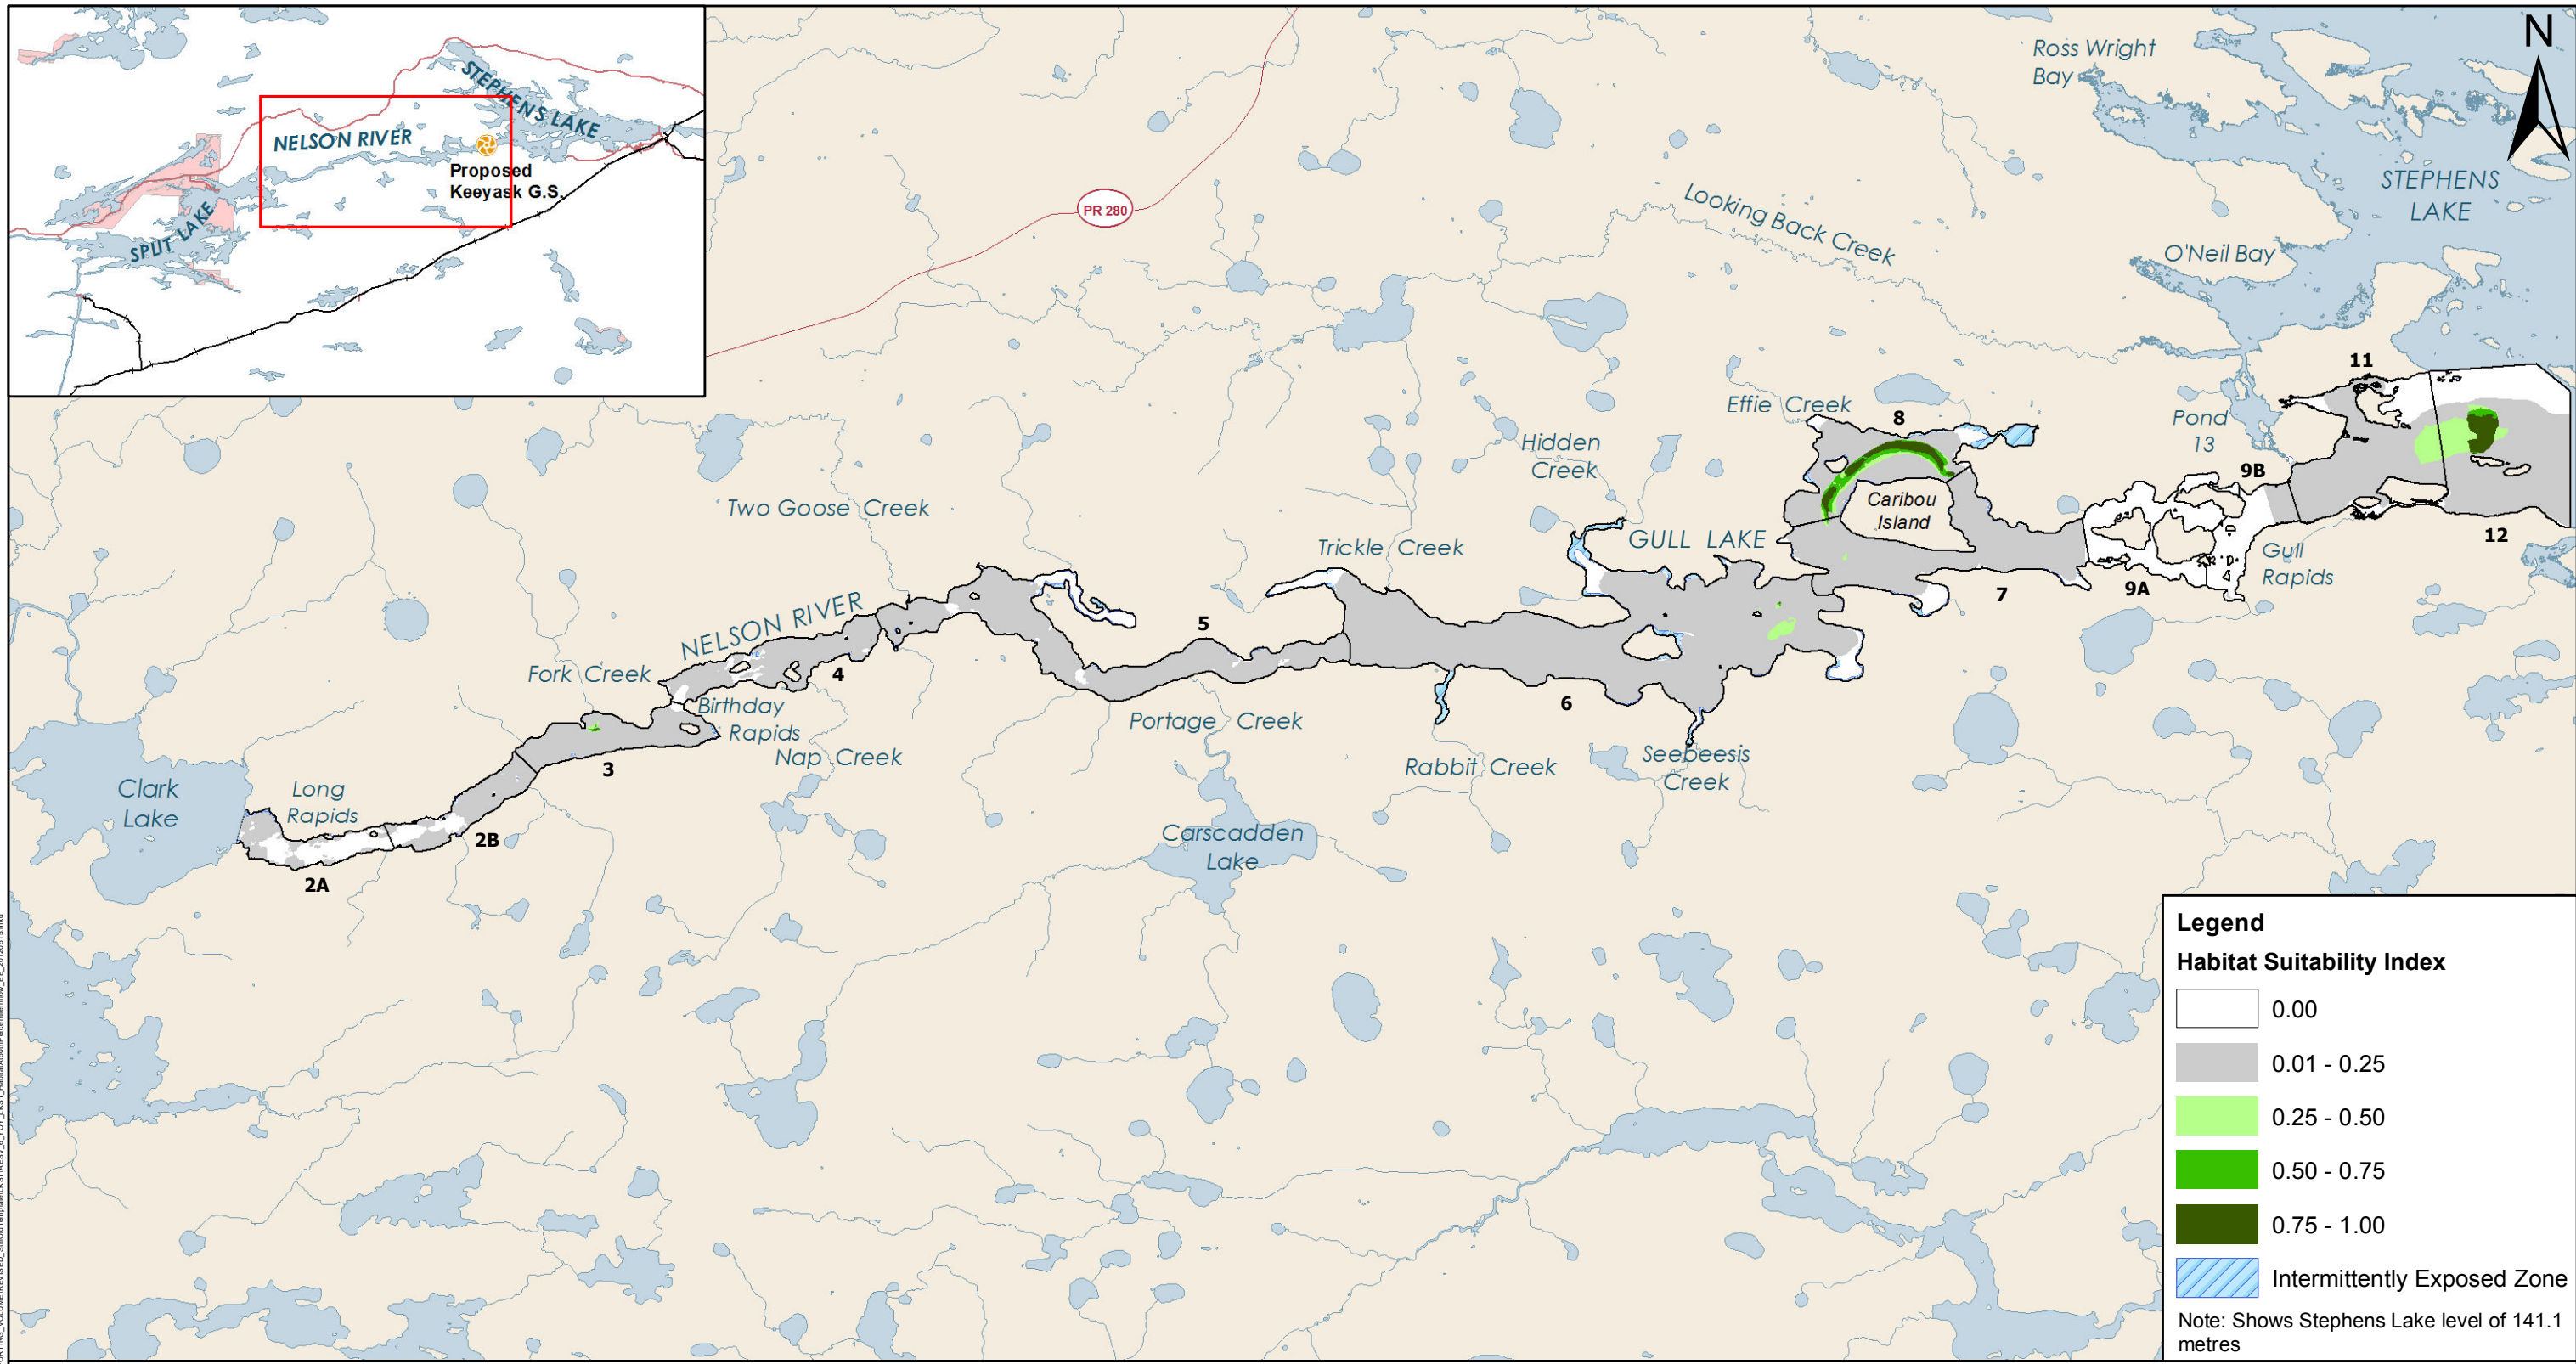 STEPHENS LAKE
NELSON RIVER
Proposed
Keeyask G.S.
SPLIT LAKE
N
Ross Wright
Bay
STEPHENS
LAKE
PR 280
Looking Back Creek
O'Neil Bay
11
Effie Creek
8
Pond
13
Hidden
Creek
9B
Caribou
Island
Two Goose Creek
12
GULL LAKE
Trickle Creek
Gull
Rapids
9A
7
NELSON RIVER
5
Fork Creek
4
Birthday
Rapids
6
Portage Creek
Nap Creek
Seebeesis
Creek
Rabbit Creek
3
Clark
Lake
Long
Rapids
2B
Carscadden
Lake
2A
Legend
Habitat Suitability Index
0.00
0.01 - 0.25
0.25 - 0.50
0.50 - 0.75
0.75 - 1.00
Intermittently Exposed Zone
Note: Shows Stephens Lake level of 141.1
metres